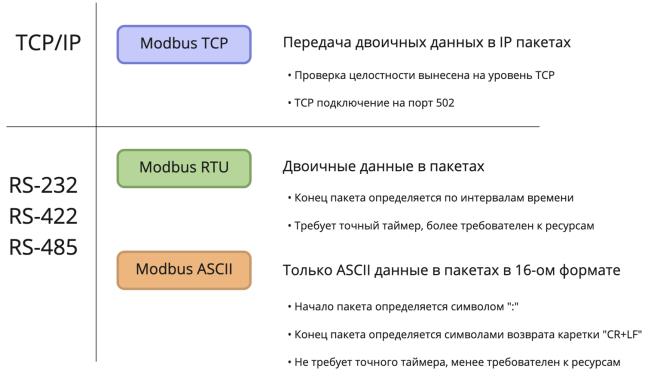 TCP/IP
Modbus TCP
Передача двоичных данных в IP пакетах
• Проверка целостности вынесена на уровень TCP
• TCP подключение на порт 502
RS-232
RS-422
RS-485
Modbus RTU
Двоичные данные в пакетах
• Конец пакета определяется по интервалам времени
• Требует точный таймер, более требователен к ресурсам
Modbus ASCII
Только ASCII данные в пакетах в 16-ом формате
• Начало пакета определяется символом ":"
• Конец пакета определяется символами возврата каретки "CR+LF"
• Не требует точного таймера, менее требователен к ресурсам